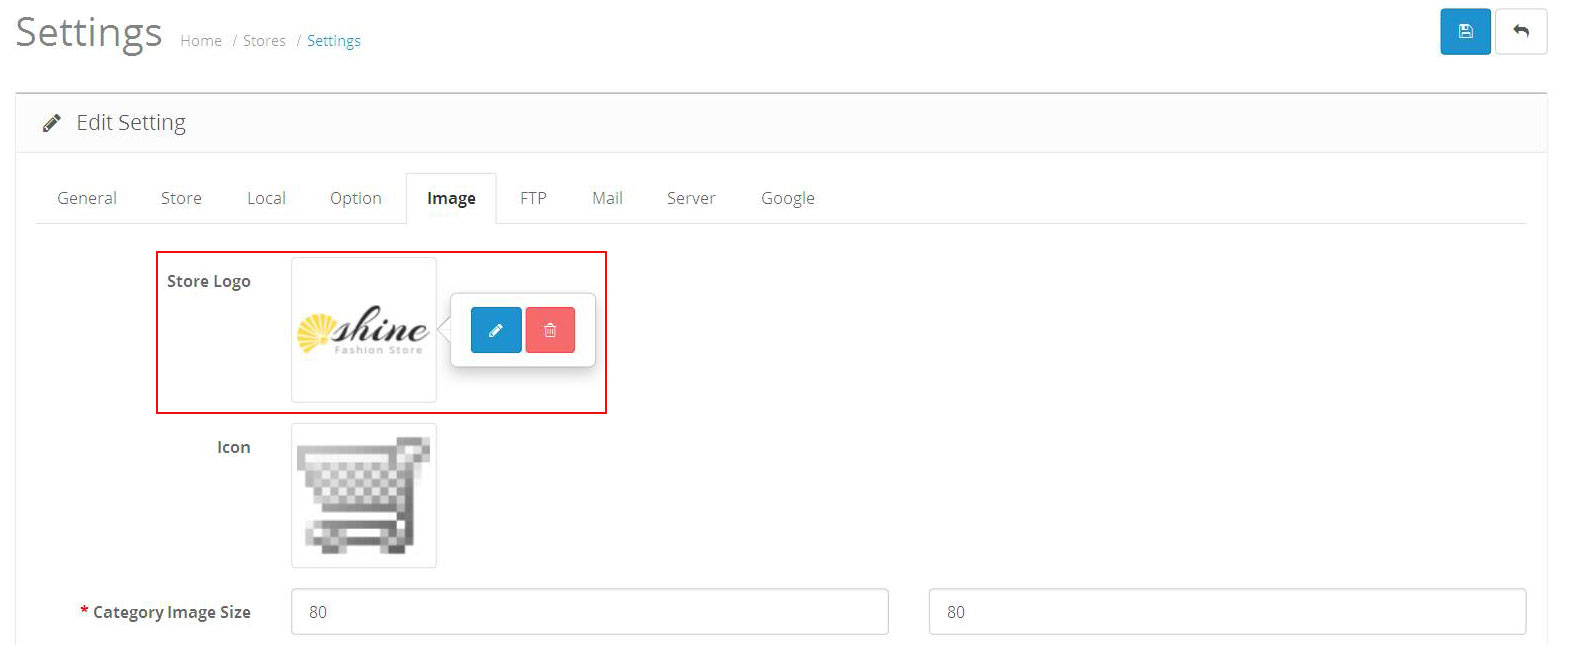 Settings Home / Stores / Settings
Edit Setting
General Store Local Option Image FTP Mail Server Google
Store Logo
shine
Fashion Store
Icon
* Category Image Size 80 80